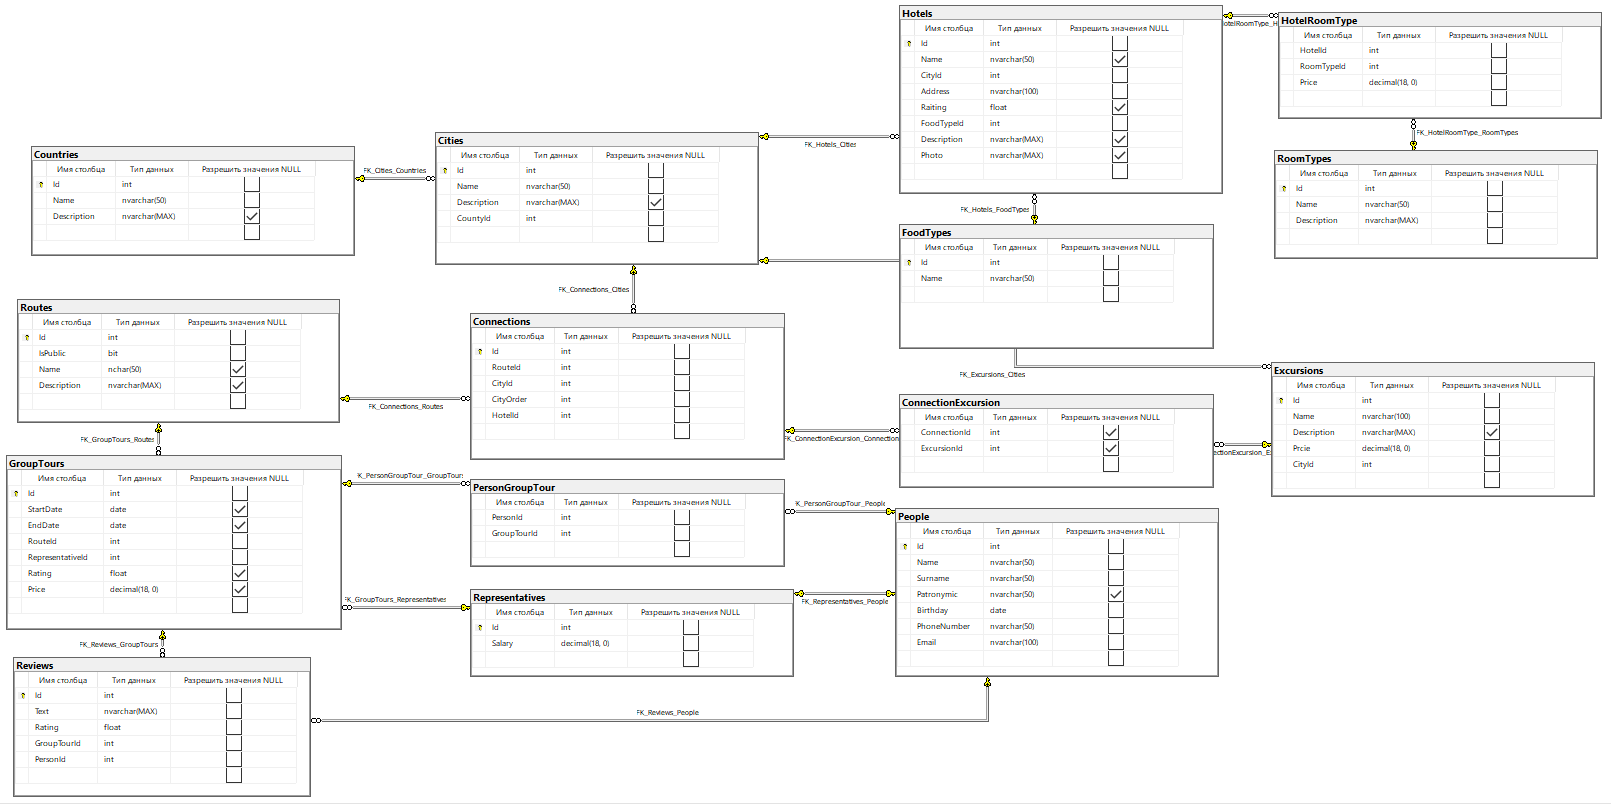 Hotels
Имя столбца Тип данных Разрешить значения NULL
Id int
Name nvarchar(50)
CityId int
Address nvarchar(100)
Raiting float
FoodTypeId int
Description nvarchar(MAX)
Photo nvarchar(MAX)
HotelRoomType
Имя столбца Тип данных Разрешить значения NULL
HotelId int
RoomTypeId int
Price decimal(18, 0)
FK_HotelRoomType_RoomTypes
RoomTypes
Имя столбца Тип данных Разрешить значения NULL
Id int
Name nvarchar(50)
Description nvarchar(MAX)
Countries
Имя столбца Тип данных Разрешить значения NULL
Id int
Name nvarchar(50)
Description nvarchar(MAX)
FK_Cities_Countries
Cities
Имя столбца Тип данных Разрешить значения NULL
Id int
Name nvarchar(50)
Description nvarchar(MAX)
CountyId int
FK_Hotels_Cities
FK_Hotels_FoodTypes
FoodTypes
Имя столбца Тип данных Разрешить значения NULL
Id int
Name nvarchar(50)
FK_Connections_Cities
FK_Excursions_Cities
Routes
Имя столбца Тип данных Разрешить значения NULL
Id int
IsPublic bit
Name nchar(50)
Description nvarchar(MAX)
FK_Connections_Routes
Connections
Имя столбца Тип данных Разрешить значения NULL
Id int
RouteId int
CityId int
CityOrder int
HotelId int
FK_ConnectionExcursion_Connection
ConnectionExcursion
Имя столбца Тип данных Разрешить значения NULL
ConnectionId int
ExcursionId int
Excursions
Имя столбца Тип данных Разрешить значения NULL
Id int
Name nvarchar(100)
Description nvarchar(MAX)
Prcie decimal(18, 0)
CityId int
FK_GroupTours_Routes
GroupTours
Имя столбца Тип данных Разрешить значения NULL
Id int
StartDate date
EndDate date
RouteId int
RepresentativeId int
Rating float
Price decimal(18, 0)
FK_PersonGroupTour_GroupTours
PersonGroupTour
Имя столбца Тип данных Разрешить значения NULL
PersonId int
GroupTourId int
FK_PersonGroupTour_People
People
Имя столбца Тип данных Разрешить значения NULL
Id int
Name nvarchar(50)
Surname nvarchar(50)
Patronymic nvarchar(50)
Birthday date
PhoneNumber nvarchar(50)
Email nvarchar(100)
FK_GroupTours_Representatives
Representatives
Имя столбца Тип данных Разрешить значения NULL
Id int
Salary decimal(18, 0)
FK_Representatives_People
FK_Reviews_GroupTours
Reviews
Имя столбца Тип данных Разрешить значения NULL
Id int
Text nvarchar(MAX)
Rating float
GroupTourId int
PersonId int
FK_Reviews_People